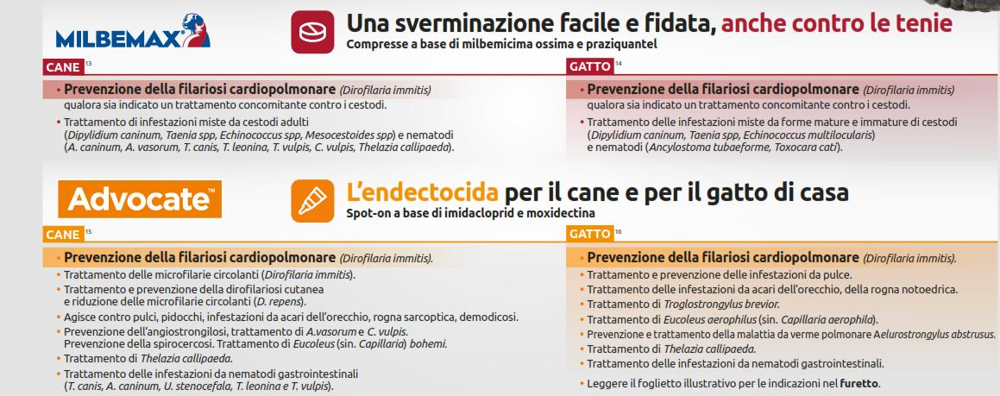 MILBEMAX
Una sverminazione facile e fidata, anche contro le tenie
Compresse a base di milbemicima ossima e praziquantel
CANE 13
• Prevenzione della filariosi cardiopolmonare (Dirofilaria immitis)
qualora sia indicato un trattamento concomitante contro i cestodi.
• Trattamento di infestazioni miste da cestodi adulti
(Dipylidium caninum, Taenia spp, Echinococcus spp, Mesocestoides spp) e nematodi
(A. caninum, A. vasorum, T. canis, T. leonina, T. vulpis, C. vulpis, Thelazia callipaeda).
GATTO 14
• Prevenzione della filariosi cardiopolmonare (Dirofilaria immitis)
qualora sia indicato un trattamento concomitante contro i cestodi.
• Trattamento delle infestazioni miste da forme mature e immature di cestodi
(Dipylidium caninum, Taenia spp, Echinococcus multilocularis)
e nematodi (Ancylostoma tubaeforme, Toxocara cati).
Advocate™
L'endectocida per il cane e per il gatto di casa
Spot-on a base di imidacloprid e moxidectina
CANE 15
• Prevenzione della filariosi cardiopolmonare (Dirofilaria immitis).
• Trattamento delle microfilarie circolanti (Dirofilaria immitis).
• Trattamento e prevenzione della dirofilariosi cutanea
e riduzione delle microfilarie circolanti (D. repens).
• Agisce contro pulci, pidocchi, infestazioni da acari dell'orecchio, rogna sarcoptica, demodicosi.
• Prevenzione dell'angiostrongilosi, trattamento di A.vasorum e C. vulpis.
Prevenzione della spirocercosi. Trattamento di Eucoleus (sin. Capillaria) bohemi.
• Trattamento di Thelazia callipaeda.
• Trattamento delle infestazioni da nematodi gastrointestinali
(T. canis, A. caninum, U. stenocefala, T. leonina e T. vulpis).
GATTO 16
• Prevenzione della filariosi cardiopolmonare (Dirofilaria immitis).
• Trattamento e prevenzione delle infestazioni da pulce.
• Trattamento delle infestazioni da acari dell'orecchio, della rogna notoedrica.
• Trattamento di Troglostrongylus brevior.
• Trattamento di Eucoleus aerophilus (sin. Capillaria aerophila).
• Prevenzione e trattamento della malattia da verme polmonare Aelurostrongylus abstrusus.
• Trattamento di Thelazia callipaeda.
• Trattamento delle infestazioni da nematodi gastrointestinali.
• Leggere il foglietto illustrativo per le indicazioni nel furetto.